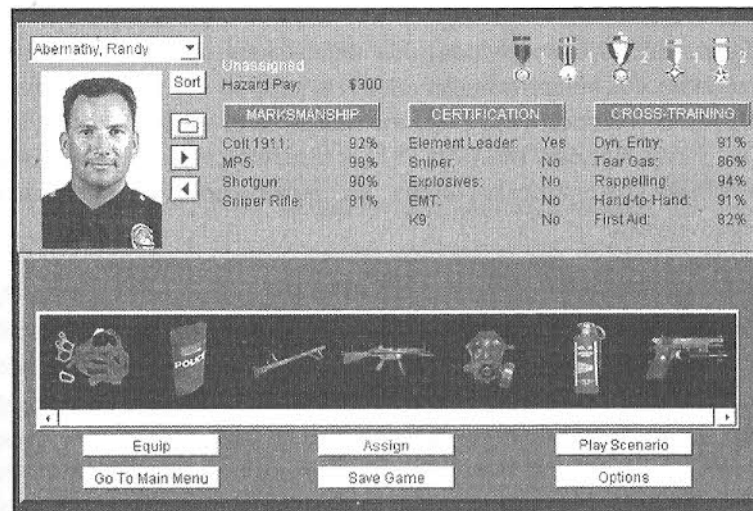 Abernathy, Randy
Sort
Unassigned
Hazard Pay: $300
1 1 2 1 2
MARKSMANSHIP
Colt 1911: 92%
MP5: 98%
Shotgun: 90%
Sniper Rifle: 81%
CERTIFICATION
Element Leader: Yes
Sniper: No
Explosives: No
EMT: No
K9 No
CROSS-TRAINING
Dyn. Entry: 91%
Tear Gas: 86%
Rappelling: 94%
Hand-to-Hand: 91%
First Aid: 82%
POLICE
Equip Assign Play Scenario
Go To Main Menu Save Game Options